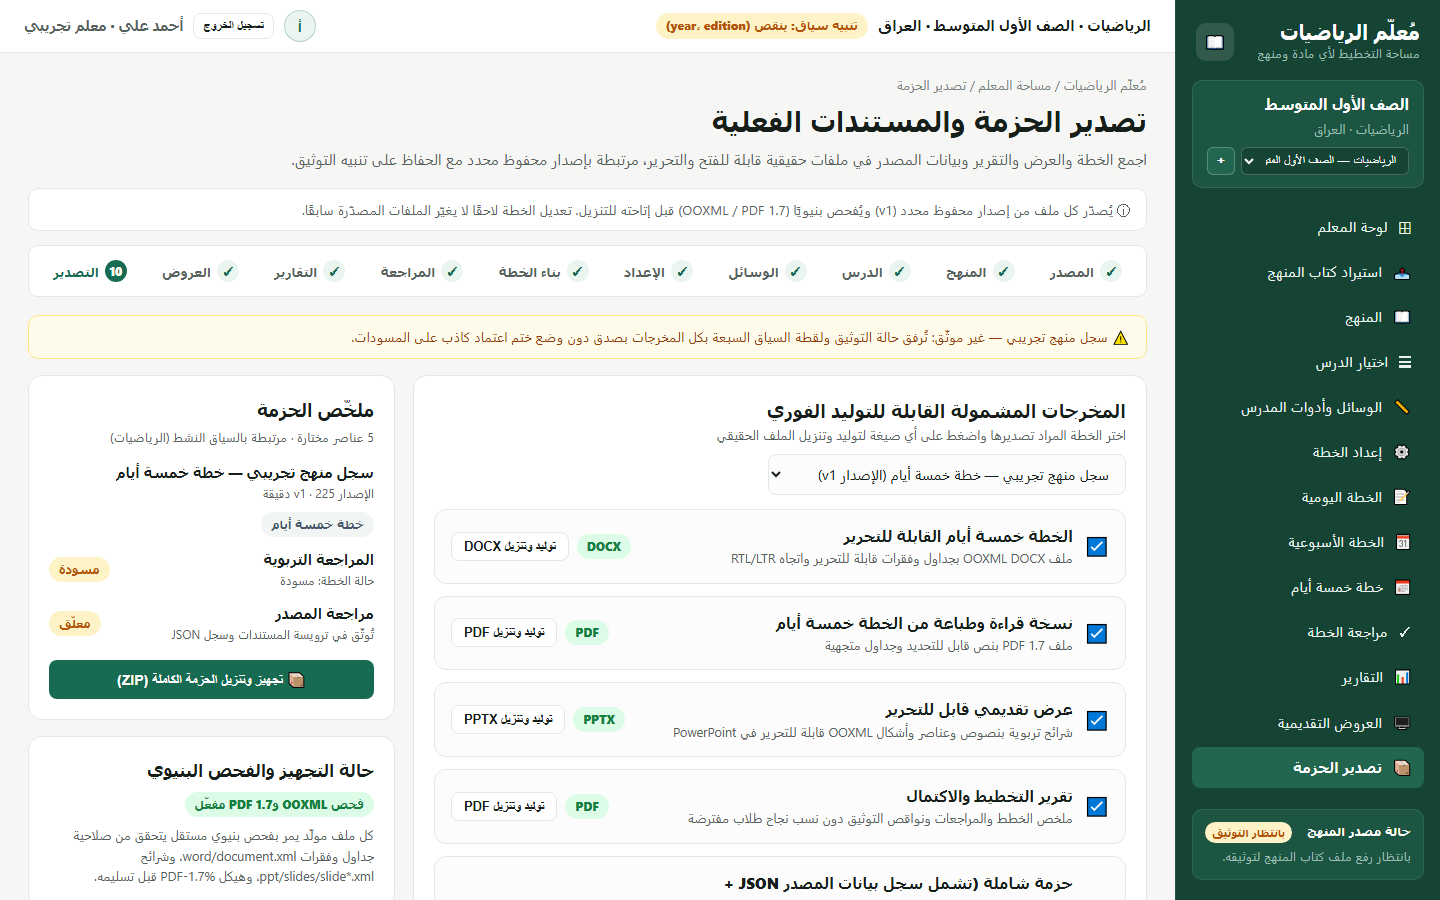 مُعلّم الرياضيات
مساحة التخطيط لأي مادة ومنهج
الصف الأول المتوسط
الرياضيات · العراق
الرياضيات — الصف الأول المتو
+
لوحة المعلم
استيراد كتاب المنهج
المنهج
اختيار الدرس
الوسائل وأدوات المدرس
إعداد الخطة
الخطة اليومية
الخطة الأسبوعية
خطة خمسة أيام
مراجعة الخطة
التقارير
العروض التقديمية
تصدير الحزمة
حالة مصدر المنهج
بانتظار التوثيق
بانتظار رفع ملف كتاب المنهج لتوثيقه.
الرياضيات • الصف الأول المتوسط • العراق
تنبيه سياق: ينقص (year، edition)
أ
تسجيل الخروج
أحمد علي • معلم تجريبي
مُعلّم الرياضيات / مساحة المعلم / تصدير الحزمة
تصدير الحزمة والمستندات الفعلية
اجمع الخطة والعرض والتقرير وبيانات المصدر في ملفات حقيقية قابلة للفتح والتحرير، مرتبطة بإصدار محفوظ محدد مع الحفاظ على تنبيه التوثيق.
ⓘ يُصدّر كل ملف من إصدار محفوظ محدد (v1) ويُفحص بنيويًا (OOXML / PDF 1.7) قبل إتاحته للتنزيل. تعديل الخطة لاحقًا لا يغيّر الملفات المصدّرة سابقًا.
✓ المصدر
✓ المنهج
✓ الدرس
✓ الوسائل
✓ الإعداد
✓ بناء الخطة
✓ المراجعة
✓ التقارير
✓ العروض
10 التصدير
⚠ سجل منهج تجريبي — غير موثّق: تُرفق حالة التوثيق ولقطة السياق السبعة بكل المخرجات بصدق دون وضع ختم اعتماد كاذب على المسودات.
المخرجات المشمولة القابلة للتوليد الفوري
اختر الخطة المراد تصديرها واضغط على أي صيغة لتوليد وتنزيل الملف الحقيقي
سجل منهج تجريبي — خطة خمسة أيام (الإصدار v1)
الخطة خمسة أيام القابلة للتحرير
ملف OOXML DOCX بجداول وفقرات قابلة للتحرير واتجاه RTL/LTR
DOCX
توليد وتنزيل DOCX
نسخة قراءة وطباعة من الخطة خمسة أيام
ملف PDF 1.7 بنص قابل للتحديد وجداول متجهية
PDF
توليد وتنزيل PDF
عرض تقديمي قابل للتحرير
شرائح تربوية بنصوص وعناصر وأشكال OOXML قابلة للتحرير في PowerPoint
PPTX
توليد وتنزيل PPTX
تقرير التخطيط والاكتمال
ملخص الخطط والمراجعات ونواقص التوثيق دون نسب نجاح طلاب مفترضة
PDF
توليد وتنزيل PDF
حزمة شاملة (تشمل سجل بيانات المصدر JSON +
ملخّص الحزمة
5 عناصر مختارة · مرتبطة بالسياق النشط (الرياضيات)
سجل منهج تجريبي — خطة خمسة أيام
الإصدار v1 · 225 دقيقة
خطة خمسة أيام
المراجعة التربوية
حالة الخطة: مسودة
مسودة
مراجعة المصدر
تُوثّق في ترويسة المستندات وسجل JSON
معلّق
تجهيز وتنزيل الحزمة الكاملة (ZIP)
حالة التجهيز والفحص البنيوي
فحص OOXML و PDF 1.7 مفعّل
كل ملف مولّد يمر بفحص بنيوي مستقل يتحقق من صلاحية
جداول وفقرات word/document.xml، وشرائح
ppt/slides/slide*.xml، وهيكل PDF-1.7% قبل تسليمه.